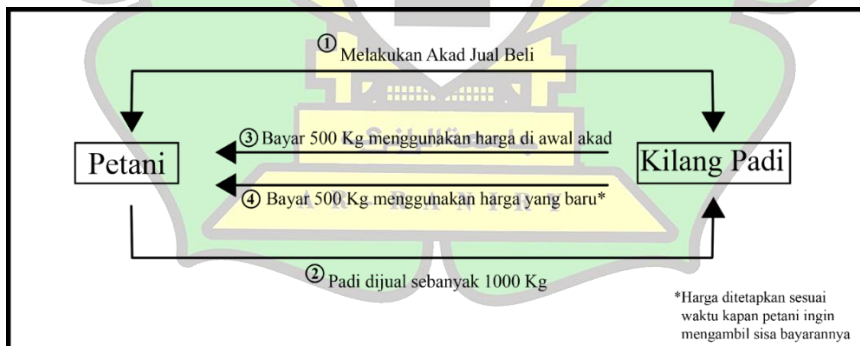 ① Melakukan Akad Jual Beli
Petani
③ Bayar 500 Kg menggunakan harga di awal akad
Kilang Padi
④ Bayar 500 Kg menggunakan harga yang baru*
A R - R A N I R Y
② Padi dijual sebanyak 1000 Kg
*Harga ditetapkan sesuai
waktu kapan petani ingin
mengambil sisa bayarannya